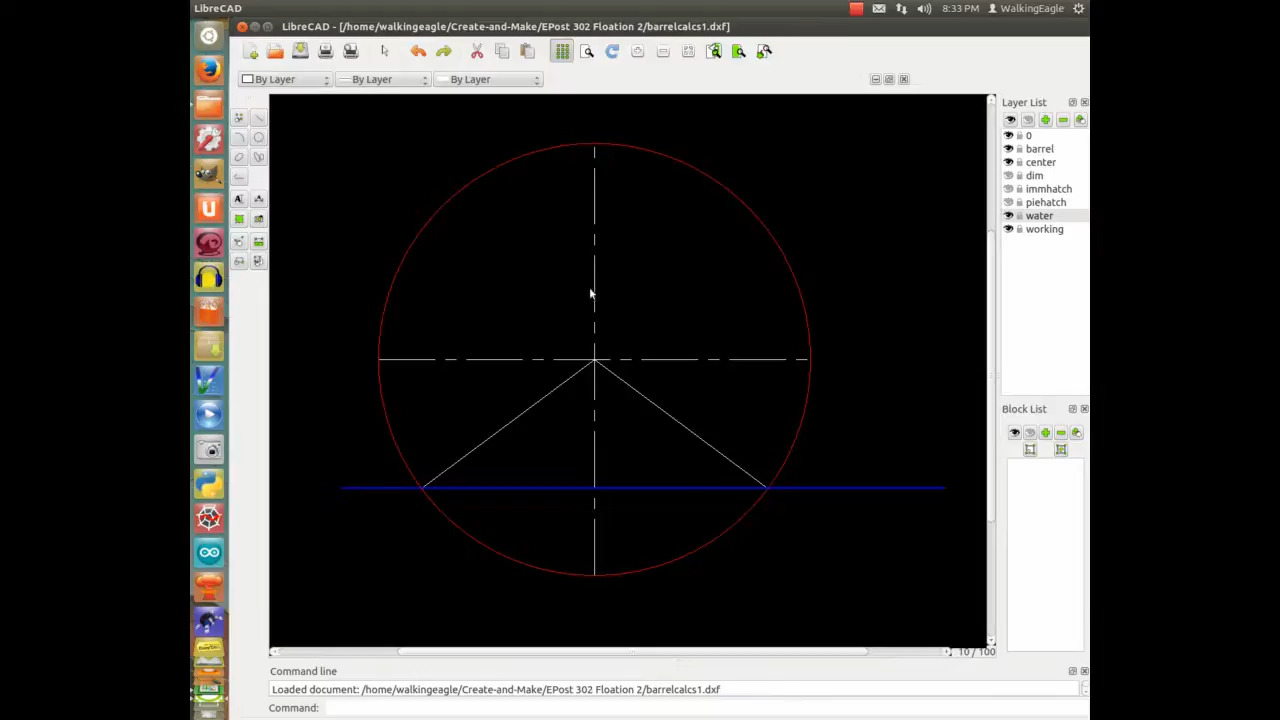 LibreCAD
8:33 PM
WalkingEagle
LibreCAD - [/home/walkingeagle/Create-and-Make/EPost 302 Floation 2/barrelcalcs1.dxf]
By Layer
By Layer
By Layer
Layer List
0
barrel
center
dim
immhatch
piehatch
water
working
Block List
10 / 100
Command line
Loaded document: /home/walkingeagle/Create-and-Make/EPost 302 Floation 2/barrelcalcs1.dxf
Command: